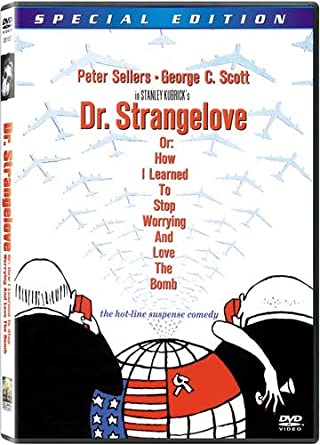 SPECIAL EDITION
Peter Sellers · George C. Scott
in STANLEY KUBRICK'S
Dr. Strangelove
Or: How
I Learned
To
Stop
Worrying
And
Love
The
Bomb
the hot-line suspense comedy
DVD
VIDEO
DVD
Dr. Strangelove
Or: How I Learned To Stop
Worrying And Love The Bomb